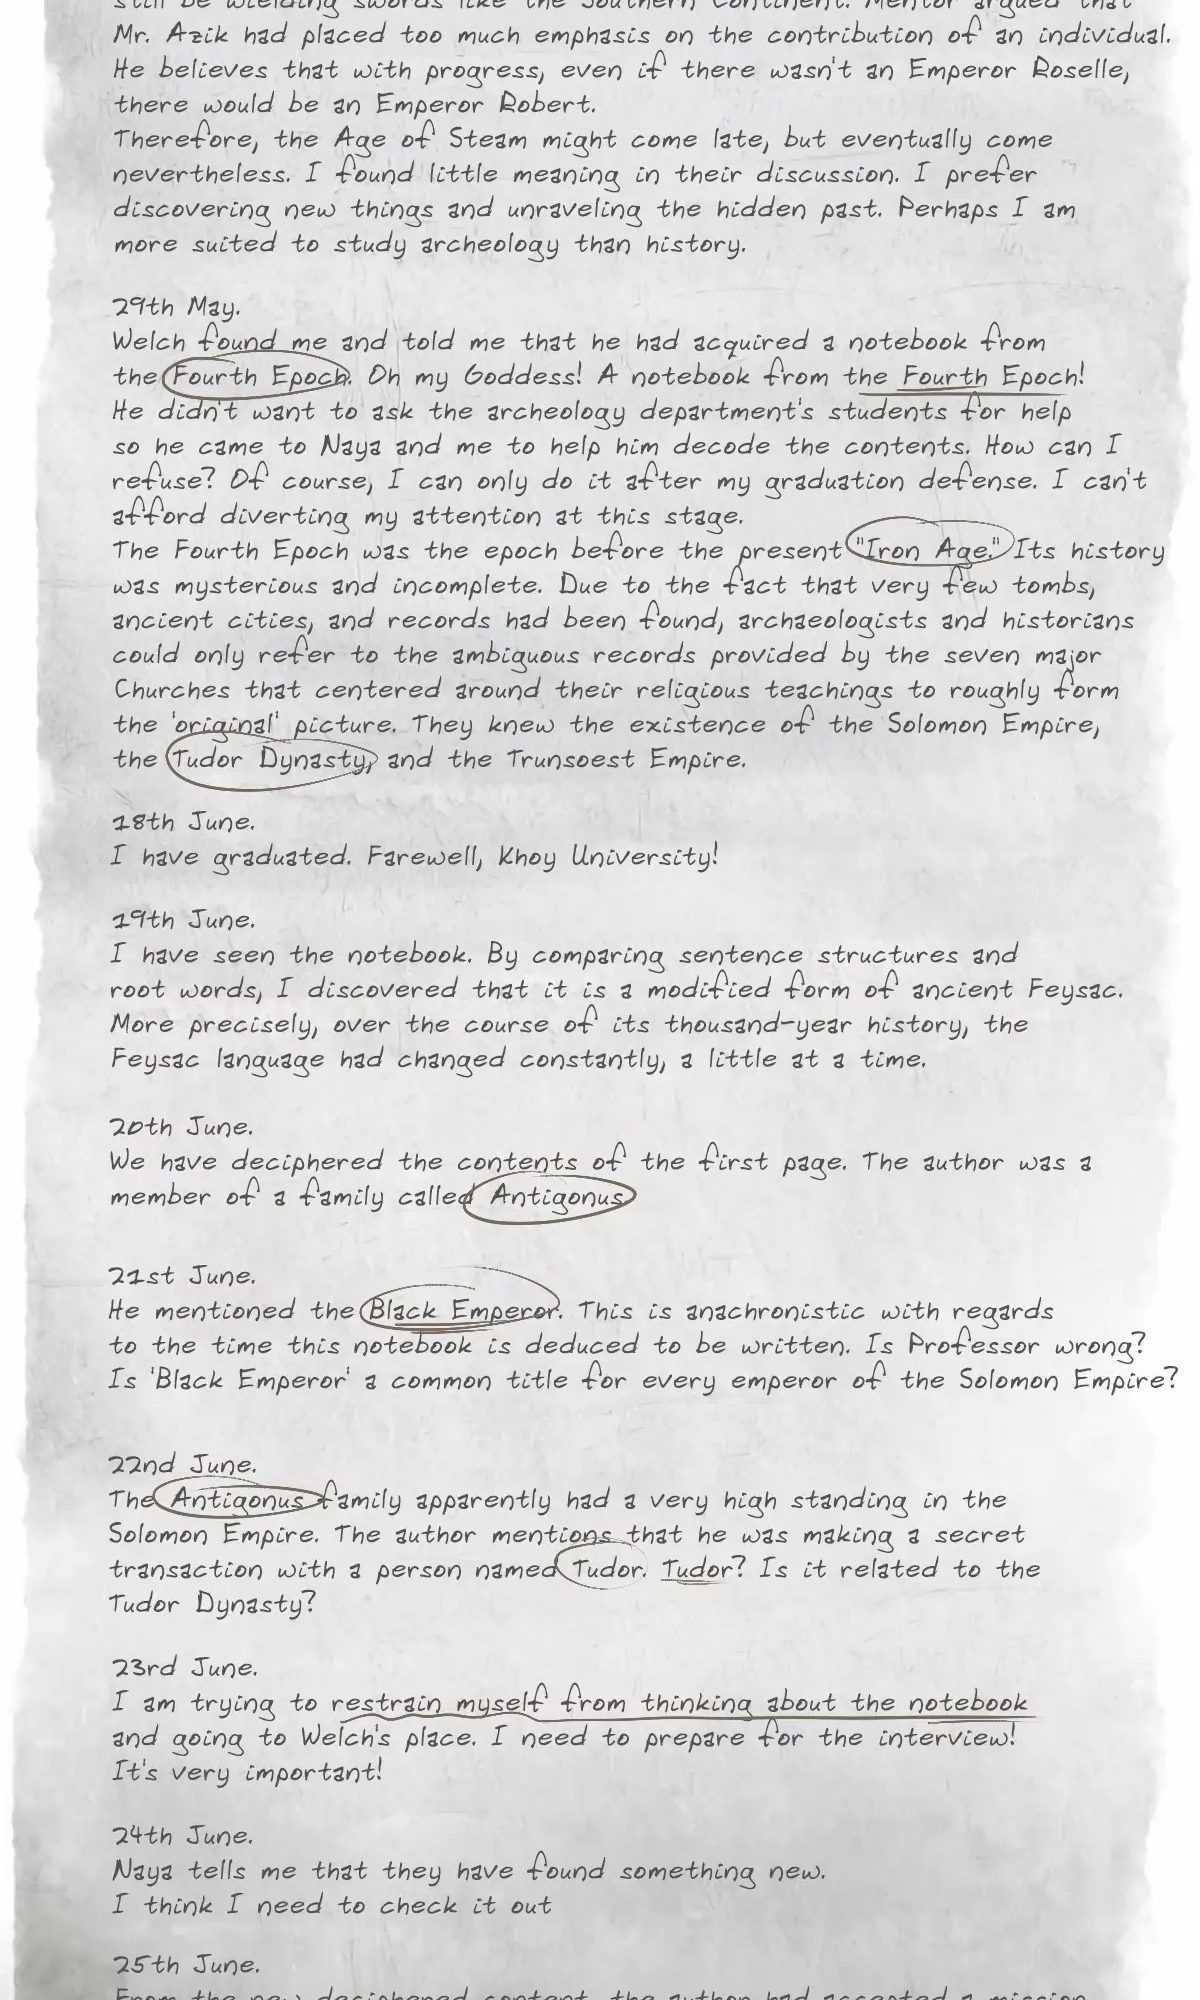 still be wielding swords like the Southern Continent. Mentor argued that
Mr. Azik had placed too much emphasis on the contribution of an individual.
He believes that with progress, even if there wasn't an Emperor Roselle,
there would be an Emperor Robert.
Therefore, the Age of Steam might come late, but eventually come
nevertheless. I found little meaning in their discussion. I prefer
discovering new things and unraveling the hidden past. Perhaps I am
more suited to study archeology than history.
29th May.
Welch found me and told me that he had acquired a notebook from
the Fourth Epoch. Oh my Goddess! A notebook from the Fourth Epoch!
He didn't want to ask the archeology department's students for help
so he came to Naya and me to help him decode the contents. How can I
refuse? Of course, I can only do it after my graduation defense. I can't
afford diverting my attention at this stage.
The Fourth Epoch was the epoch before the present "Iron Age." Its history
was mysterious and incomplete. Due to the fact that very few tombs,
ancient cities, and records had been found, archaeologists and historians
could only refer to the ambiguous records provided by the seven major
Churches that centered around their religious teachings to roughly form
the 'original' picture. They knew the existence of the Solomon Empire,
the Tudor Dynasty, and the Trunsoest Empire.
18th June.
I have graduated. Farewell, Khoy University!
19th June.
I have seen the notebook. By comparing sentence structures and
root words, I discovered that it is a modified form of ancient Feysac.
More precisely, over the course of its thousand-year history, the
Feysac language had changed constantly, a little at a time.
20th June.
We have deciphered the contents of the first page. The author was a
member of a family called Antigonus
21st June.
He mentioned the Black Emperor. This is anachronistic with regards
to the time this notebook is deduced to be written. Is Professor wrong?
Is 'Black Emperor' a common title for every emperor of the Solomon Empire?
22nd June.
The Antigonus family apparently had a very high standing in the
Solomon Empire. The author mentions that he was making a secret
transaction with a person named Tudor. Tudor? Is it related to the
Tudor Dynasty?
23rd June.
I am trying to restrain myself from thinking about the notebook
and going to Welch's place. I need to prepare for the interview!
It's very important!
24th June.
Naya tells me that they have found something new.
I think I need to check it out
25th June.
From the new deciphered content, the author had accepted a mission